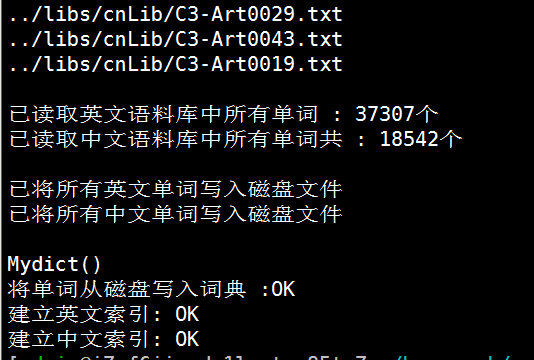 ../libs/cnLib/C3-Art0029.txt
../libs/cnLib/C3-Art0043.txt
../libs/cnLib/C3-Art0019.txt
已读取英文语料库中所有单词 : 37307个
已读取中文语料库中所有单词共 : 18542个
已将所有英文单词写入磁盘文件
已将所有中文单词写入磁盘文件
Mydict()
将单词从磁盘写入词典 :OK
建立英文索引: OK
建立中文索引: OK